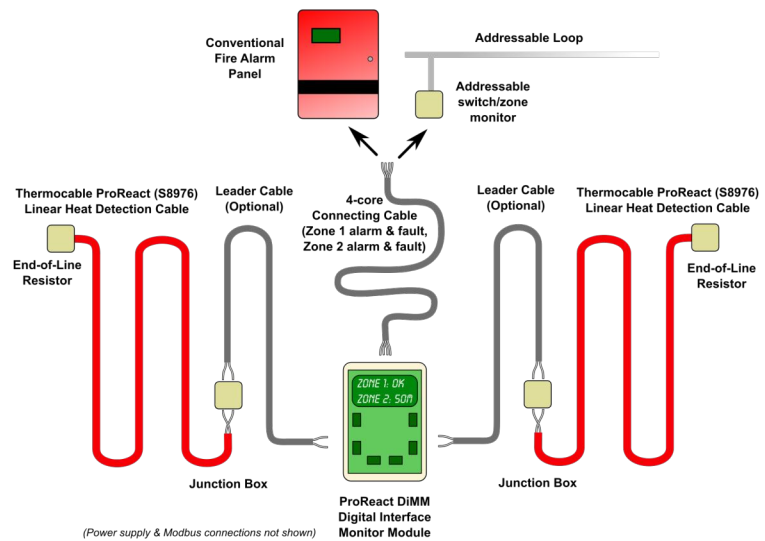 Conventional
Fire Alarm
Panel
Addressable Loop
Addressable
switch/zone
monitor
Thermocable ProReact (S8976)
Linear Heat Detection Cable
Leader Cable
(Optional)
4-core
Connecting Cable
(Zone 1 alarm & fault,
Zone 2 alarm & fault)
Leader Cable
(Optional)
Thermocable ProReact (S8976)
Linear Heat Detection Cable
End-of-Line
Resistor
End-of-Line
Resistor
ZONE 1: OK
ZONE 2: 50M
Junction Box
Junction Box
ProReact DiMM
Digital Interface
Monitor Module
(Power supply & Modbus connections not shown)